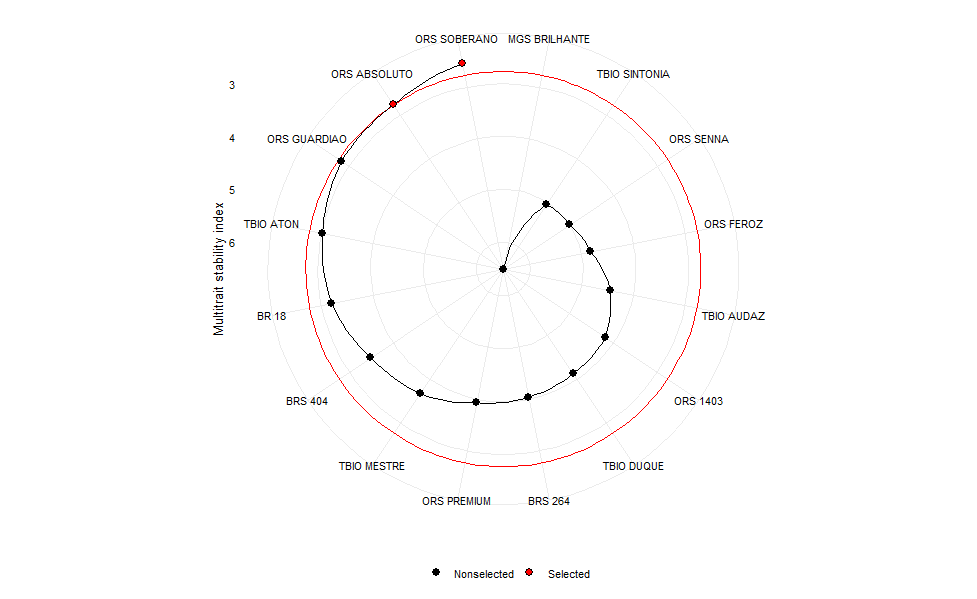 ORS SOBERANO
MGS BRILHANTE
ORS ABSOLUTO
TBIO SINTONIA
3
4
ORS GUARDIAO
ORS SENNA
5
TBIO ATON
ORS FEROZ
6
Multitrait stability index
BR 18
TBIO AUDAZ
BRS 404
ORS 1403
TBIO MESTRE
TBIO DUQUE
ORS PREMIUM
BRS 264
Nonselected
Selected